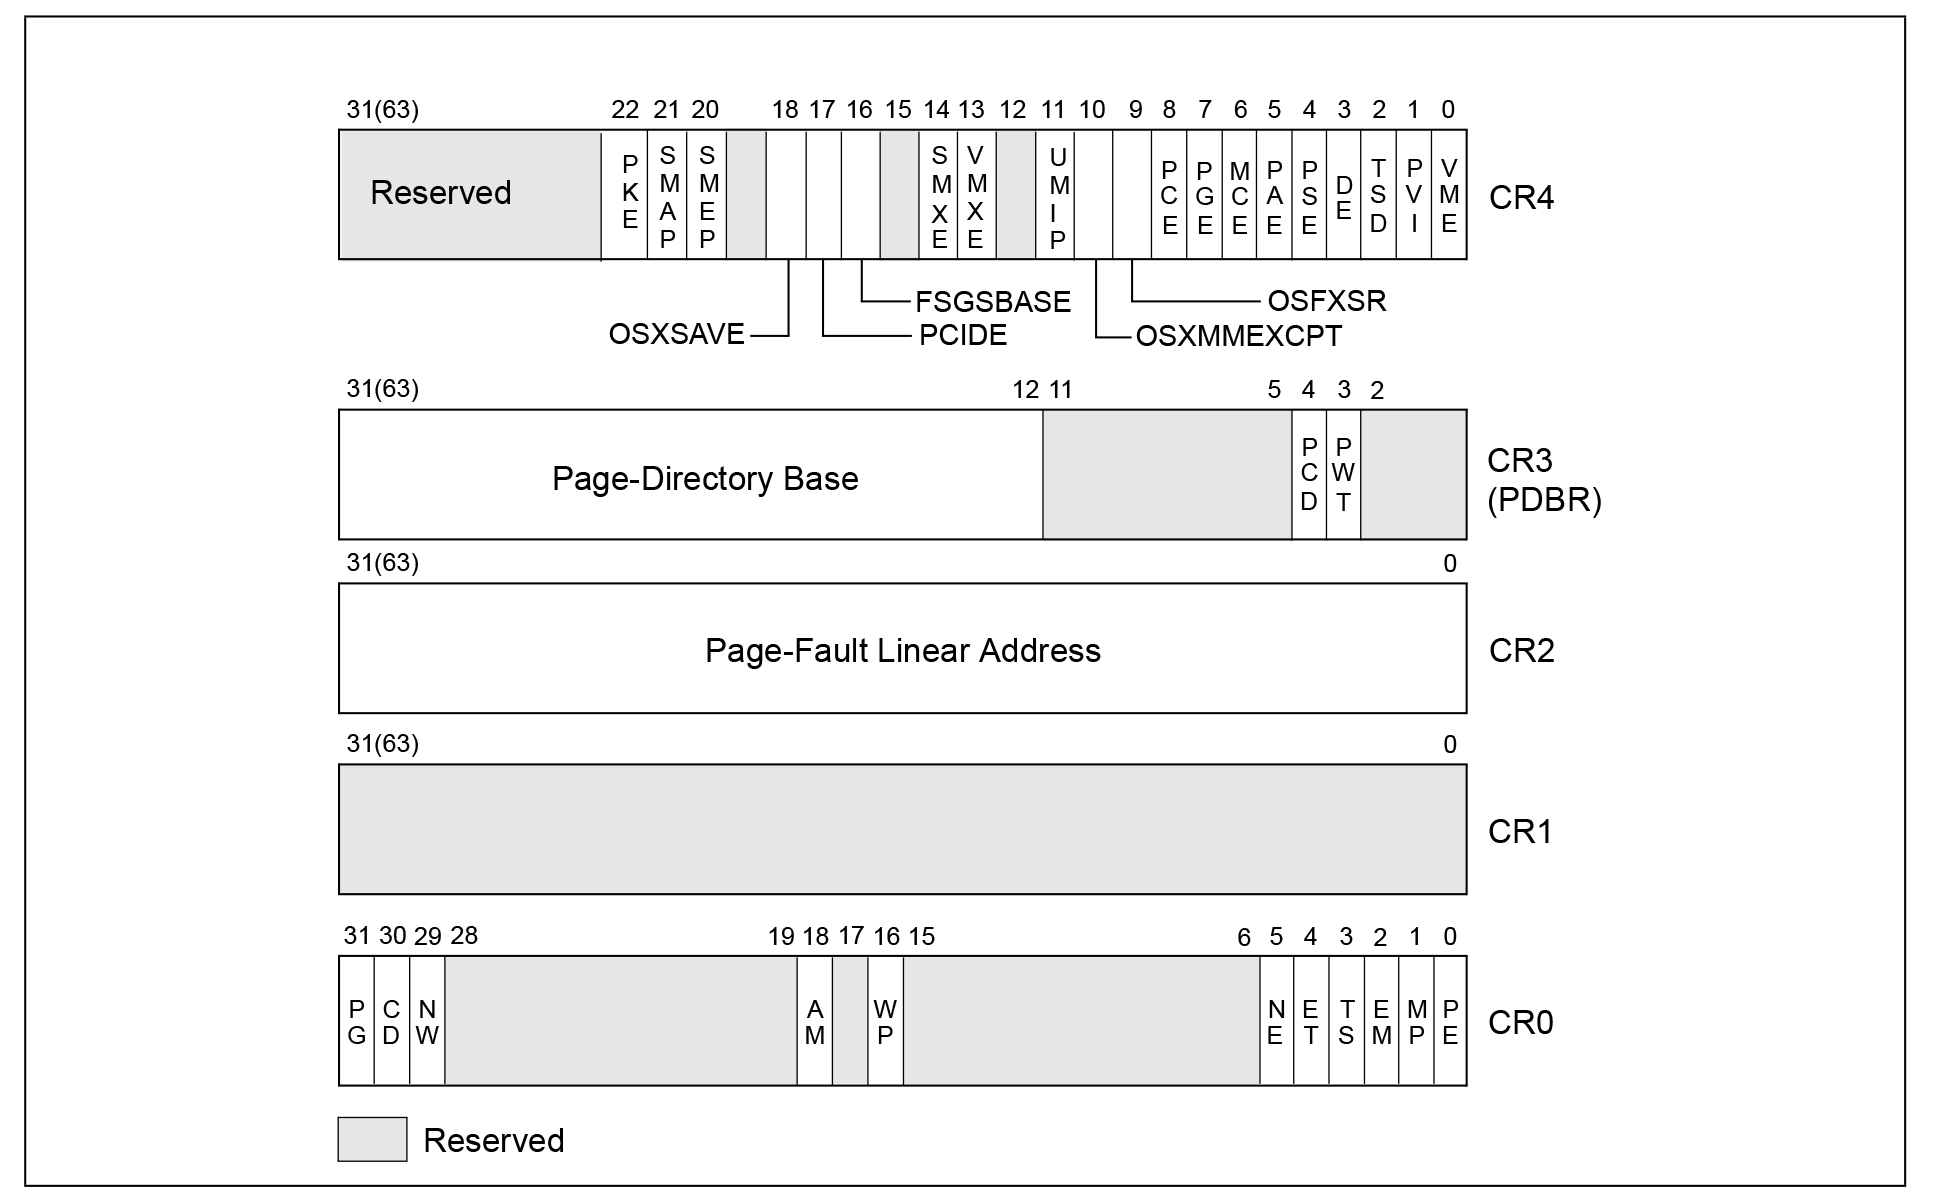 31(63) 22 21 20 18 17 16 15 14 13 12 11 10 9 8 7 6 5 4 3 2 1 0
Reserved PKE SMAP SMEP SMXE VMXE UMIP PCE PGE MCE PAE PSE DE TSD PVI VME CR4
FSGSBASE OSFXSR
OSXSAVE PCIDE OSXMMEXCPT
31(63) 12 11 5 4 3 2
Page-Directory Base PCD PWT CR3
(PDBR)
31(63) 0
Page-Fault Linear Address CR2
31(63) 0
CR1
31 30 29 28 19 18 17 16 15 6 5 4 3 2 1 0
PG CD NW AM WP NE ET TS EM MP PE CR0
Reserved